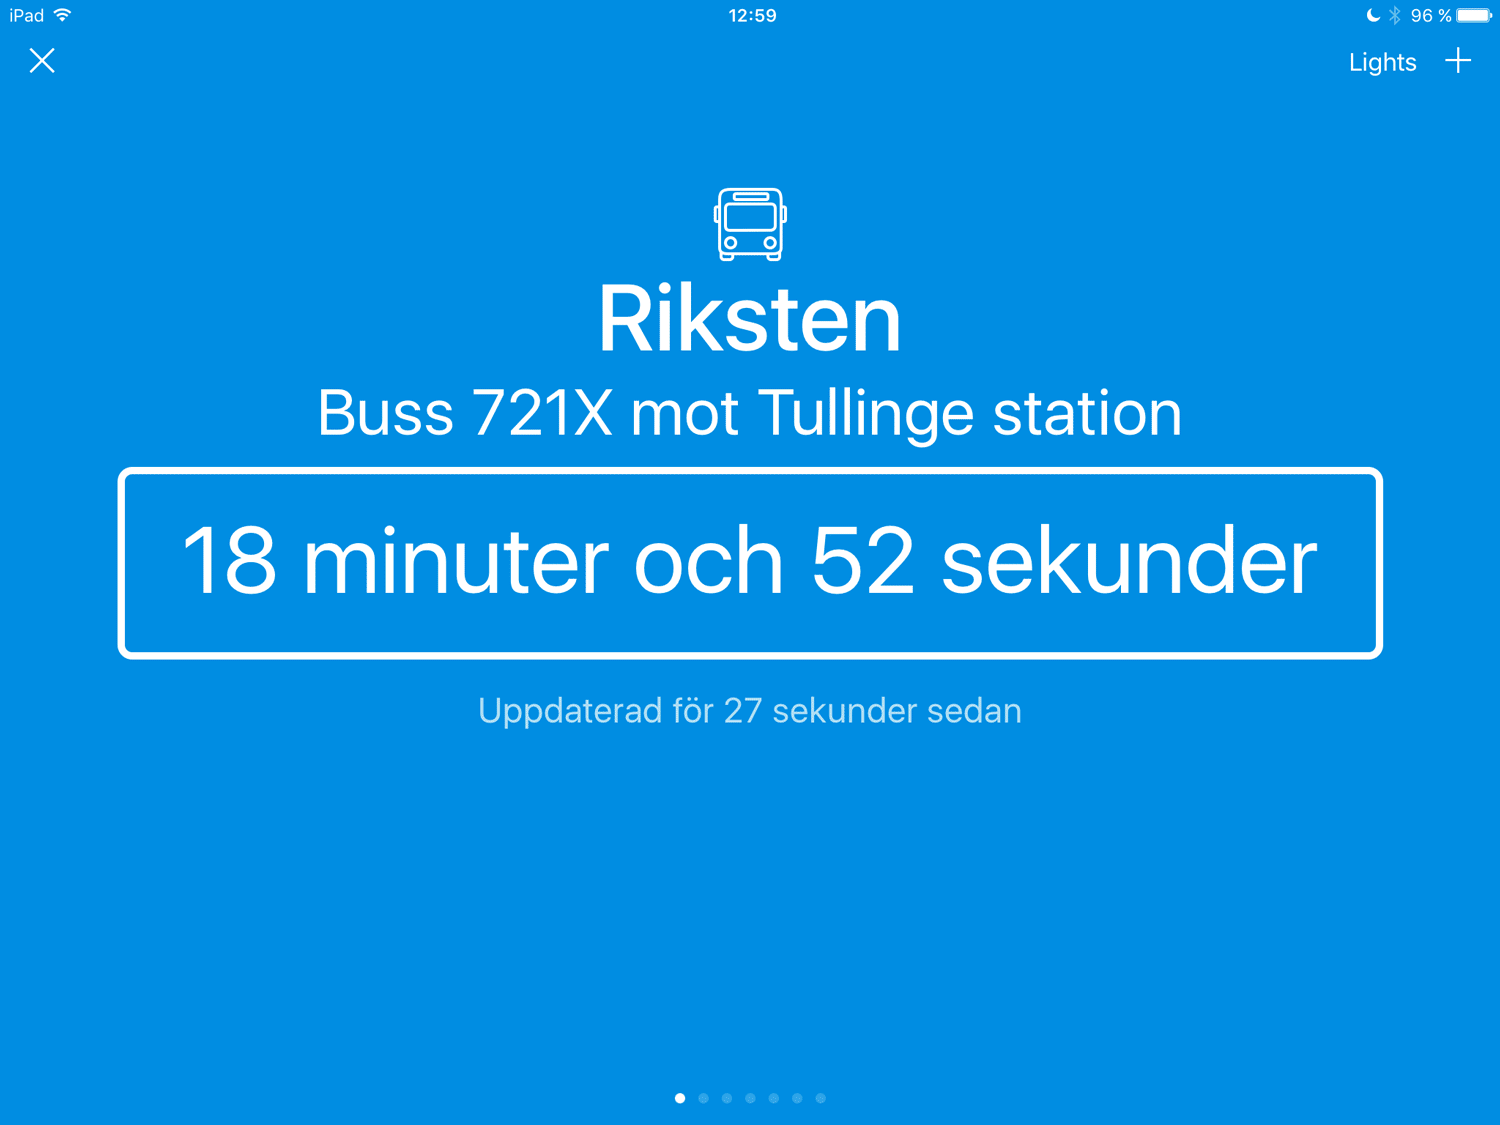 iPad 12:59 96 %
Lights
Riksten
Buss 721X mot Tullinge station
18 minuter och 52 sekunder
Uppdaterad för 27 sekunder sedan